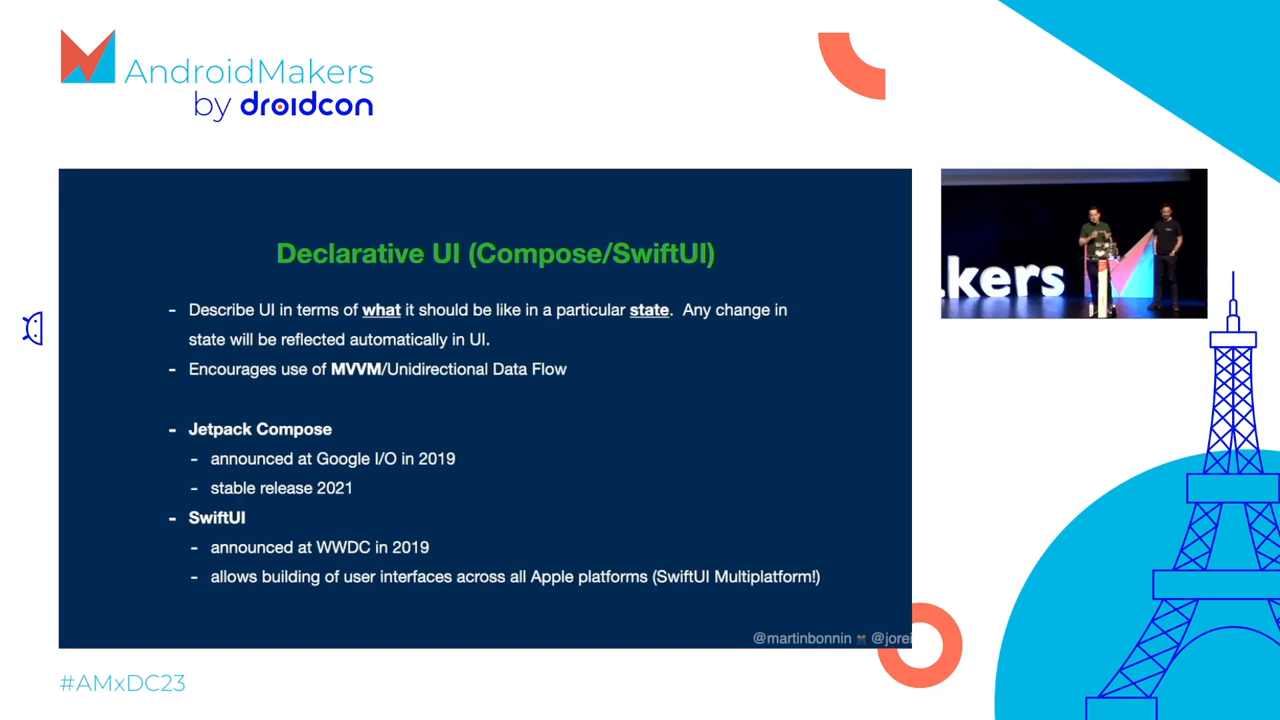 AndroidMakers
by droidcon
Declarative UI (Compose/SwiftUI)
- Describe UI in terms of what it should be like in a particular state. Any change in
state will be reflected automatically in UI.
- Encourages use of MVVM/Unidirectional Data Flow
- Jetpack Compose
- announced at Google I/O in 2019
- stable release 2021
- SwiftUI
- announced at WWDC in 2019
- allows building of user interfaces across all Apple platforms (SwiftUI Multiplatform!)
@martinbonnin @jorei
kers
#AMxDC23